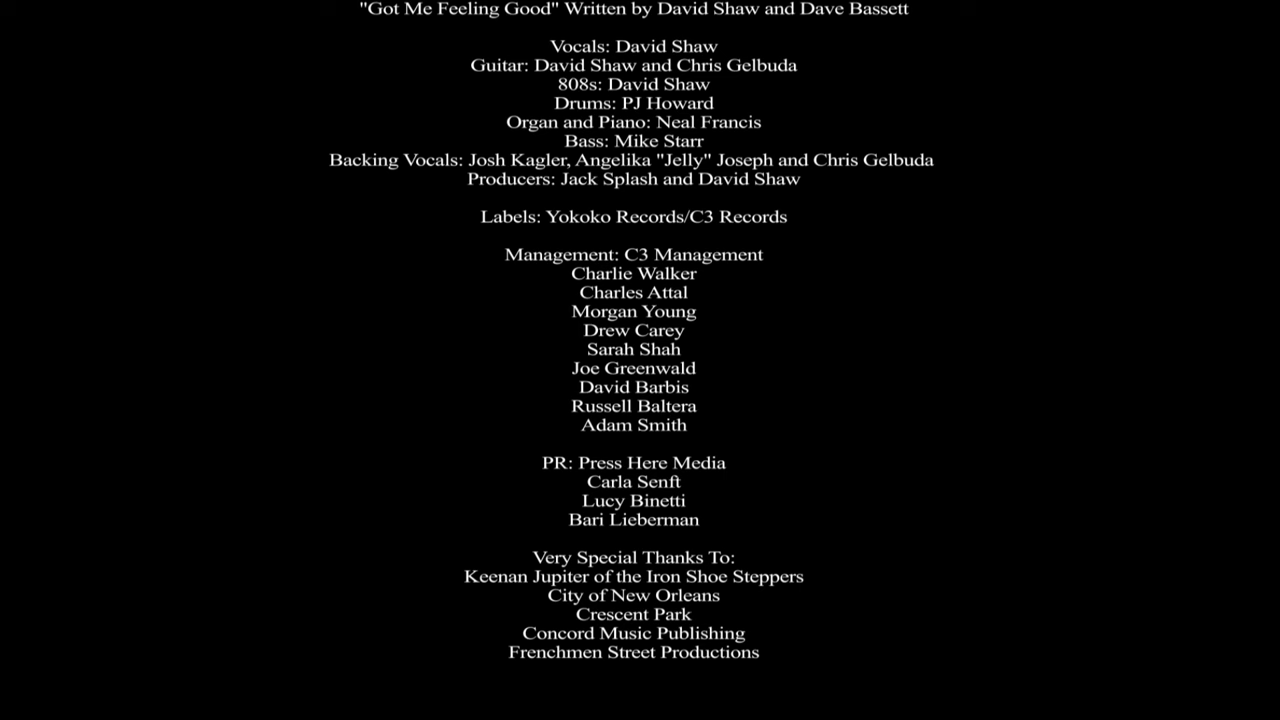 "Got Me Feeling Good" Written by David Shaw and Dave Bassett
Vocals: David Shaw
Guitar: David Shaw and Chris Gelbuda
808s: David Shaw
Drums: PJ Howard
Organ and Piano: Neal Francis
Bass: Mike Starr
Backing Vocals: Josh Kagler, Angelika "Jelly" Joseph and Chris Gelbuda
Producers: Jack Splash and David Shaw
Labels: Yokoko Records/C3 Records
Management: C3 Management
Charlie Walker
Charles Attal
Morgan Young
Drew Carey
Sarah Shah
Joe Greenwald
David Barbis
Russell Baltera
Adam Smith
PR: Press Here Media
Carla Senft
Lucy Binetti
Bari Lieberman
Very Special Thanks To:
Keenan Jupiter of the Iron Shoe Steppers
City of New Orleans
Crescent Park
Concord Music Publishing
Frenchmen Street Productions